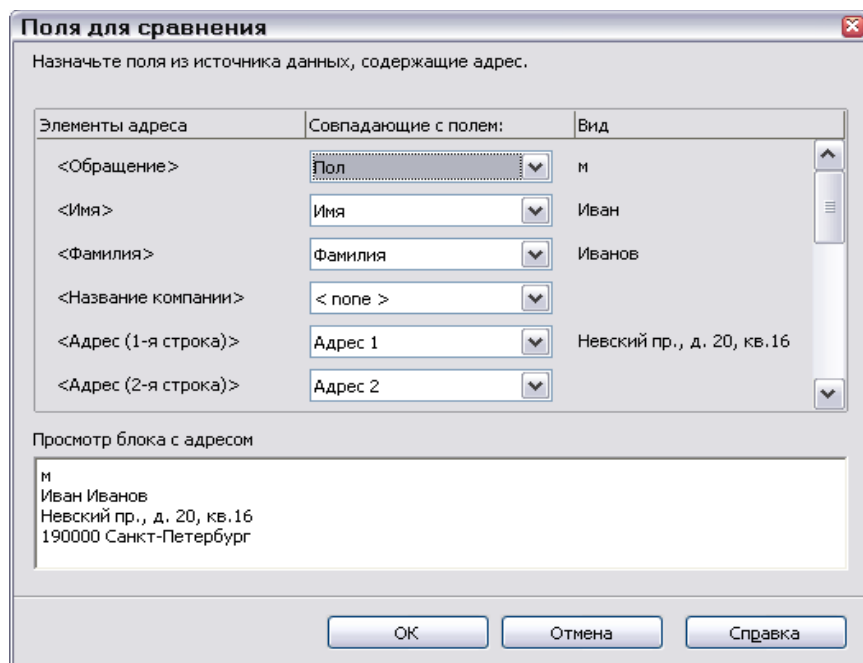 Поля для сравнения
Назначьте поля из источника данных, содержащие адрес.
Элементы адреса Совпадающие с полем: Вид
<Обращение> Пол м
<Имя> Имя Иван
<Фамилия> Фамилия Иванов
<Название компании> < none >
<Адрес (1-я строка)> Адрес 1 Невский пр., д. 20, кв.16
<Адрес (2-я строка)> Адрес 2
Просмотр блока с адресом
м
Иван Иванов
Невский пр., д. 20, кв.16
190000 Санкт-Петербург
ОК Отмена Справка